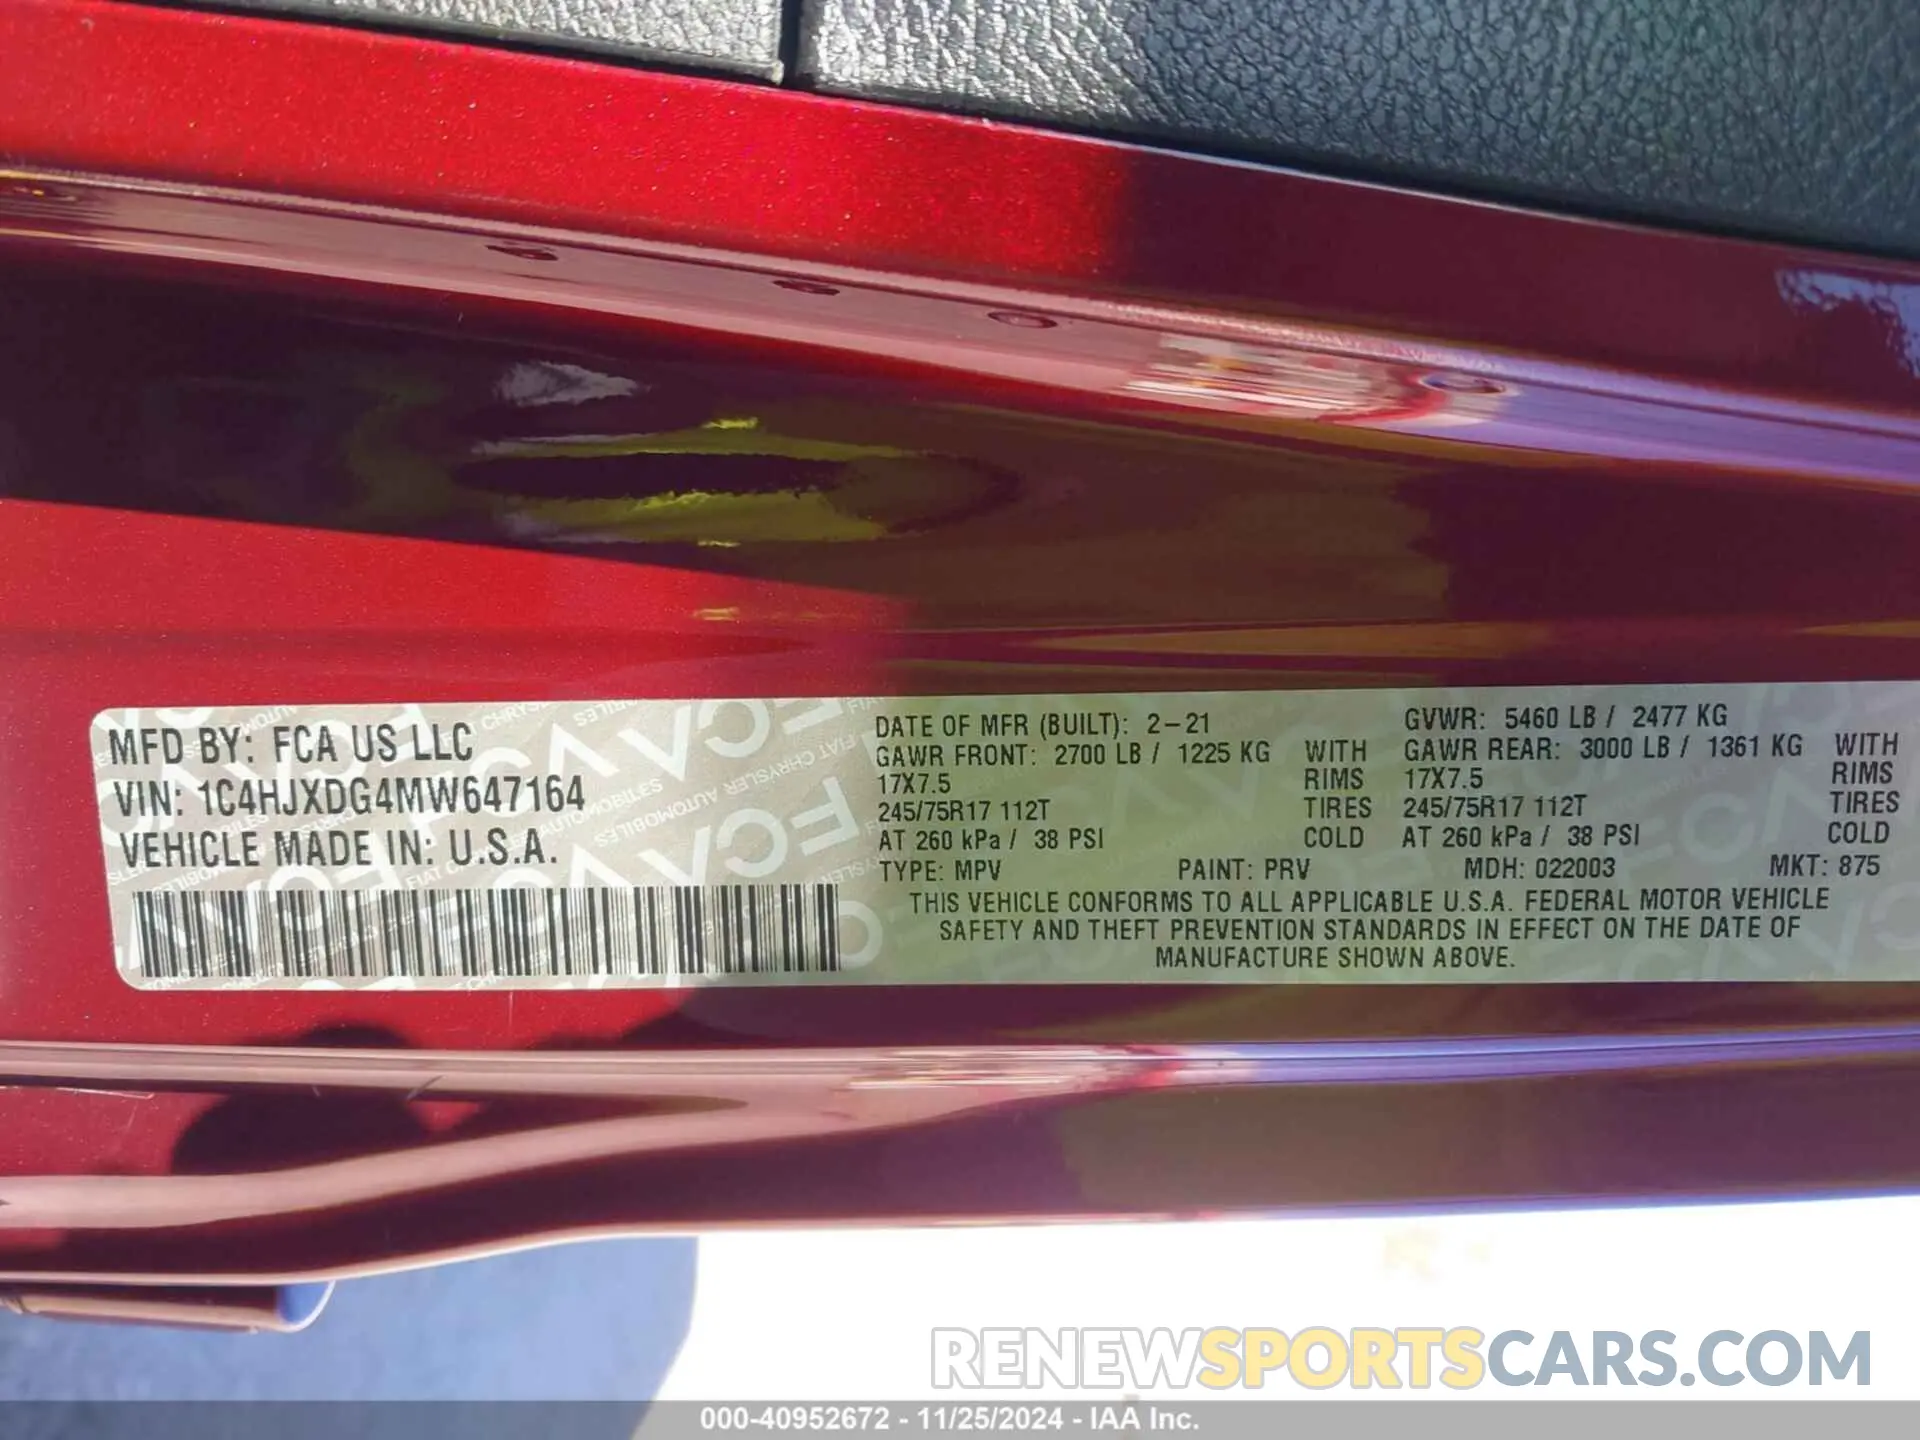 MFD BY: FCA US LLC
VIN: 1C4HJXDG4MW647164
VEHICLE MADE IN: U.S.A.
DATE OF MFR (BUILT): 2-21 GVWR: 5460 LB / 2477 KG
GAWR FRONT: 2700 LB / 1225 KG WITH GAWR REAR: 3000 LB / 1361 KG WITH
17X7.5 RIMS 17X7.5 RIMS
245/75R17 112T TIRES 245/75R17 112T TIRES
AT 260 kPa / 38 PSI COLD AT 260 kPa / 38 PSI COLD
TYPE: MPV PAINT: PRV MDH: 022003 MKT: 875
THIS VEHICLE CONFORMS TO ALL APPLICABLE U.S.A. FEDERAL MOTOR VEHICLE
SAFETY AND THEFT PREVENTION STANDARDS IN EFFECT ON THE DATE OF
MANUFACTURE SHOWN ABOVE.
RENEWSPORTSCARS.COM
000-40952672 - 11/25/2024 - IAA Inc.